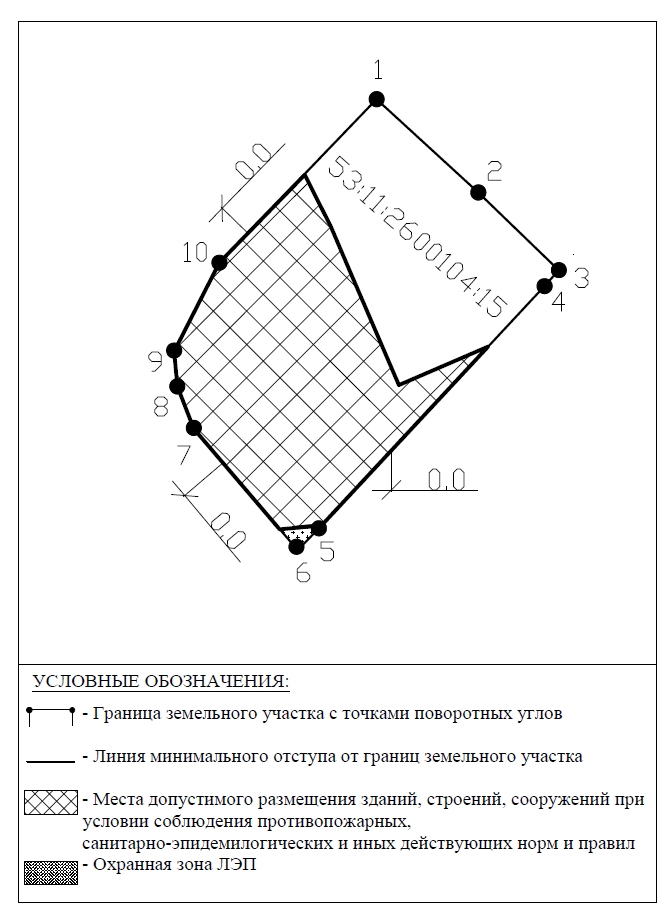 1
2
0,0
53:11:2600104:15
10
3
4
9
8
7
0,0
0,0
5
6
УСЛОВНЫЕ ОБОЗНАЧЕНИЯ:
- Граница земельного участка с точками поворотных углов
- Линия минимального отступа от границ земельного участка
- Места допустимого размещения зданий, строений, сооружений при
условии соблюдения противопожарных,
санитарно-эпидемилогических и иных действующих норм и правил
- Охранная зона ЛЭП